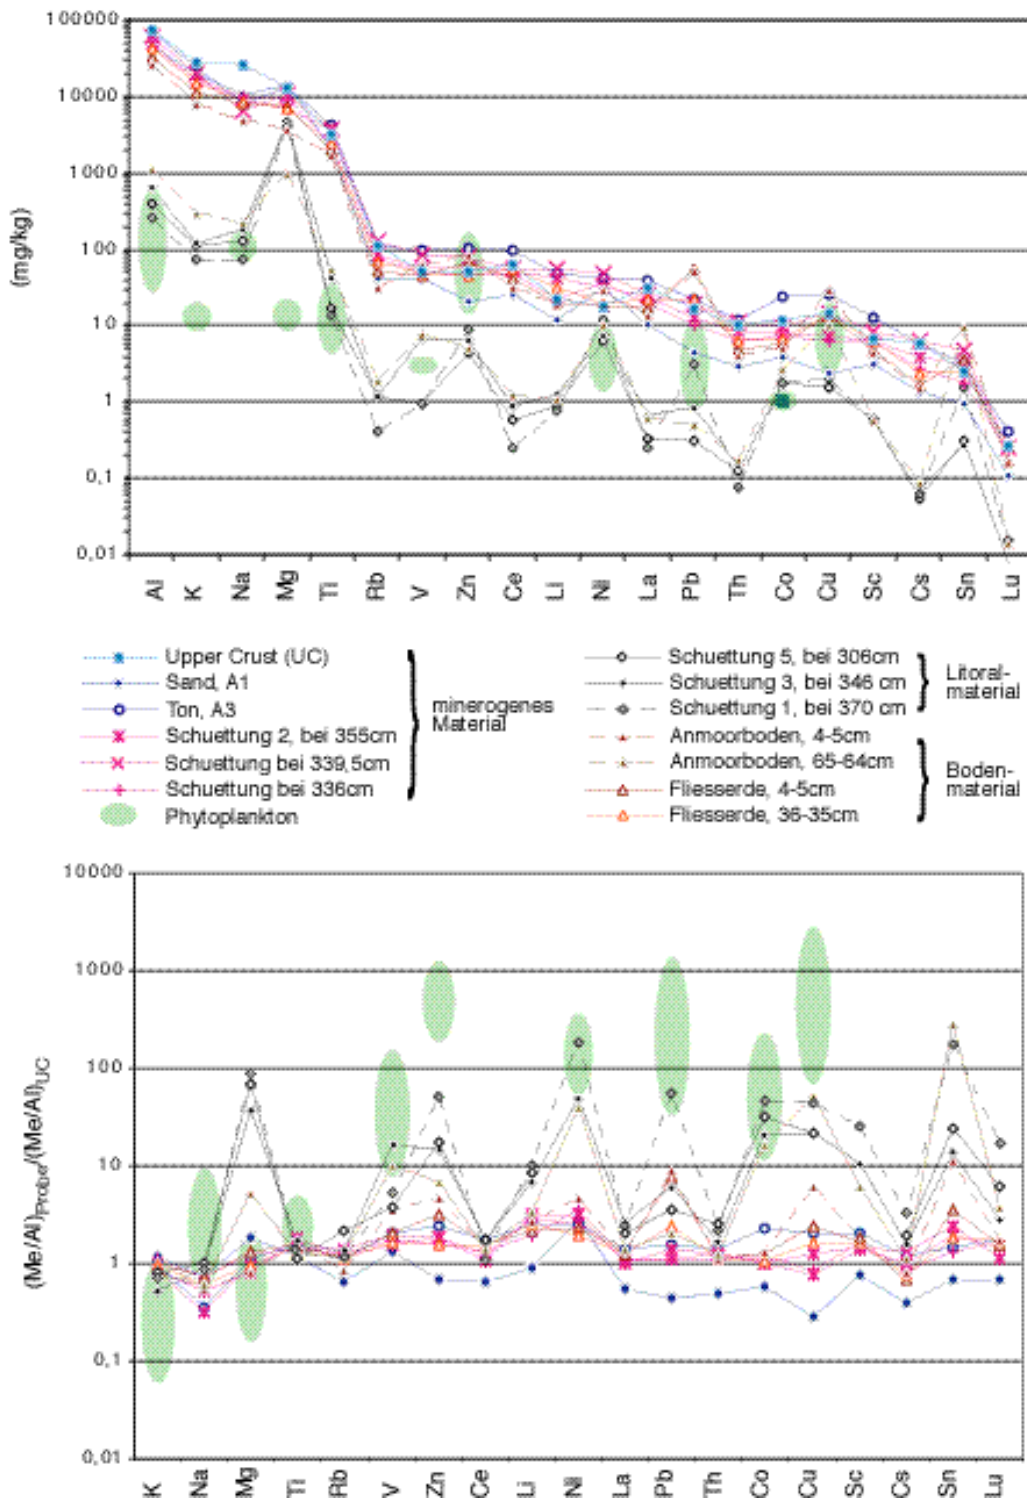 100000
10000
1000
100
10
1
0,1
0,01
(mg/kg)
Al K Na Mg Ti Rb V Zn Ce Li Ni La Pb Th Co Cu Sc Cs Sn Lu
Upper Crust (UC)
Sand, A1
Ton, A3
Schuettung 2, bei 355cm
Schuettung bei 339,5cm
Schuettung bei 336cm
Phytoplankton
minerogenes
Material
Schuettung 5, bei 306cm
Schuettung 3, bei 346 cm
Schuettung 1, bei 370 cm
Anmoorboden, 4-5cm
Anmoorboden, 65-64cm
Fliesserde, 4-5cm
Fliesserde, 36-35cm
Litoral-
material
Boden-
material
10000
1000
100
10
1
0,1
0,01
(Me/Al)Probe/(Me/Al)UC
K Na Mg Ti Rb V Zn Ce Li Ni La Pb Th Co Cu Sc Cs Sn Lu